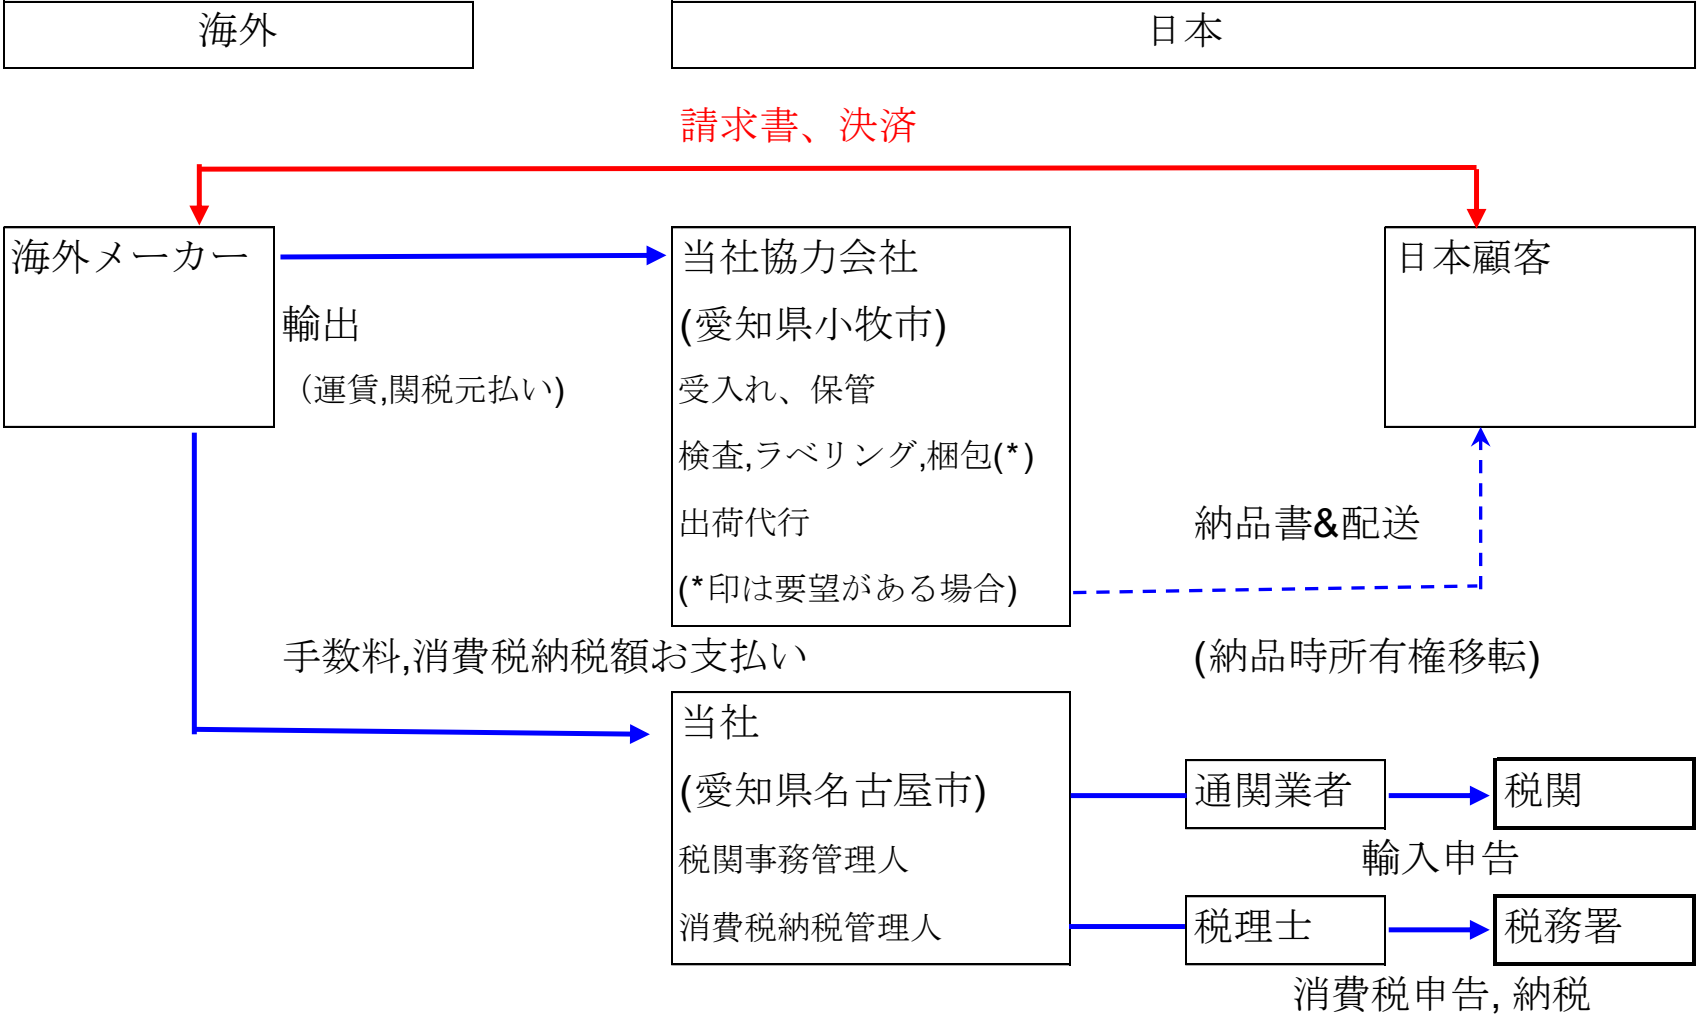 海外
日本
請求書、決済
海外メーカー
輸出
（運賃,関税元払い)
当社協力会社
(愛知県小牧市)
受入れ、保管
検査,ラベリング,梱包(*)
出荷代行
(*印は要望がある場合)
日本顧客
納品書&配送
(納品時所有権移転)
手数料,消費税納税額お支払い
当社
(愛知県名古屋市)
税関事務管理人
消費税納税管理人
通関業者
税関
輸入申告
税理士
税務署
消費税申告, 納税